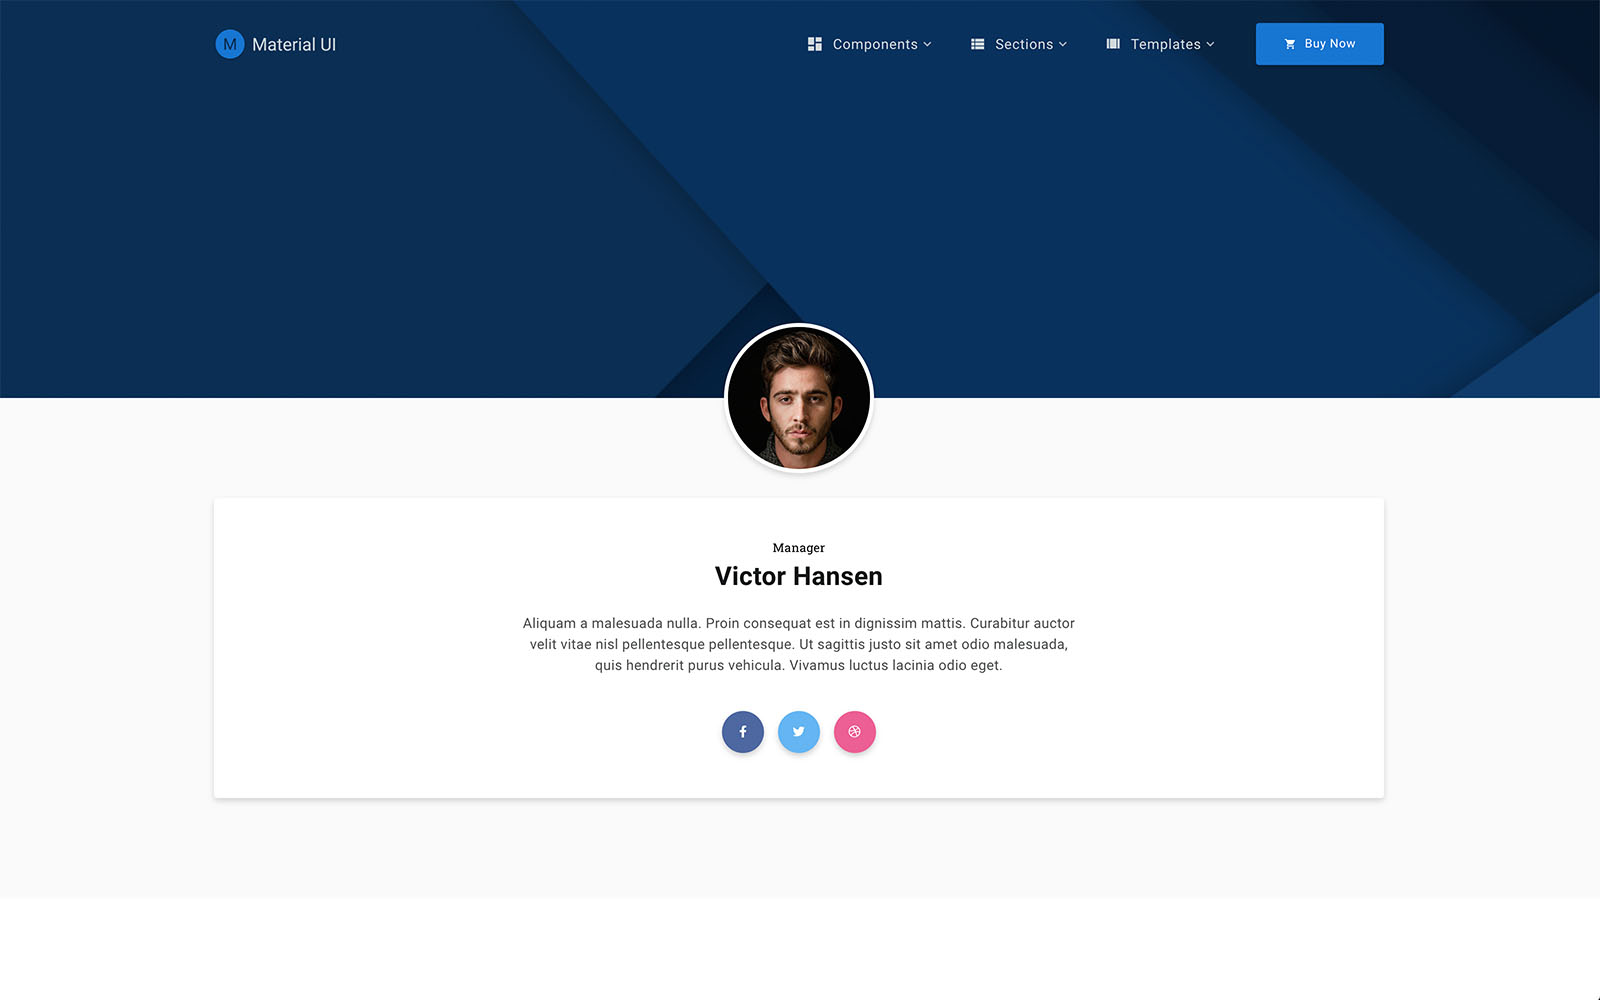 M Material UI
Components
Sections
Templates
Buy Now
Manager
Victor Hansen
Aliquam a malesuada nulla. Proin consequat est in dignissim mattis. Curabitur auctor
velit vitae nisl pellentesque pellentesque. Ut sagittis justo sit amet odio malesuada,
quis hendrerit purus vehicula. Vivamus luctus lacinia odio eget.